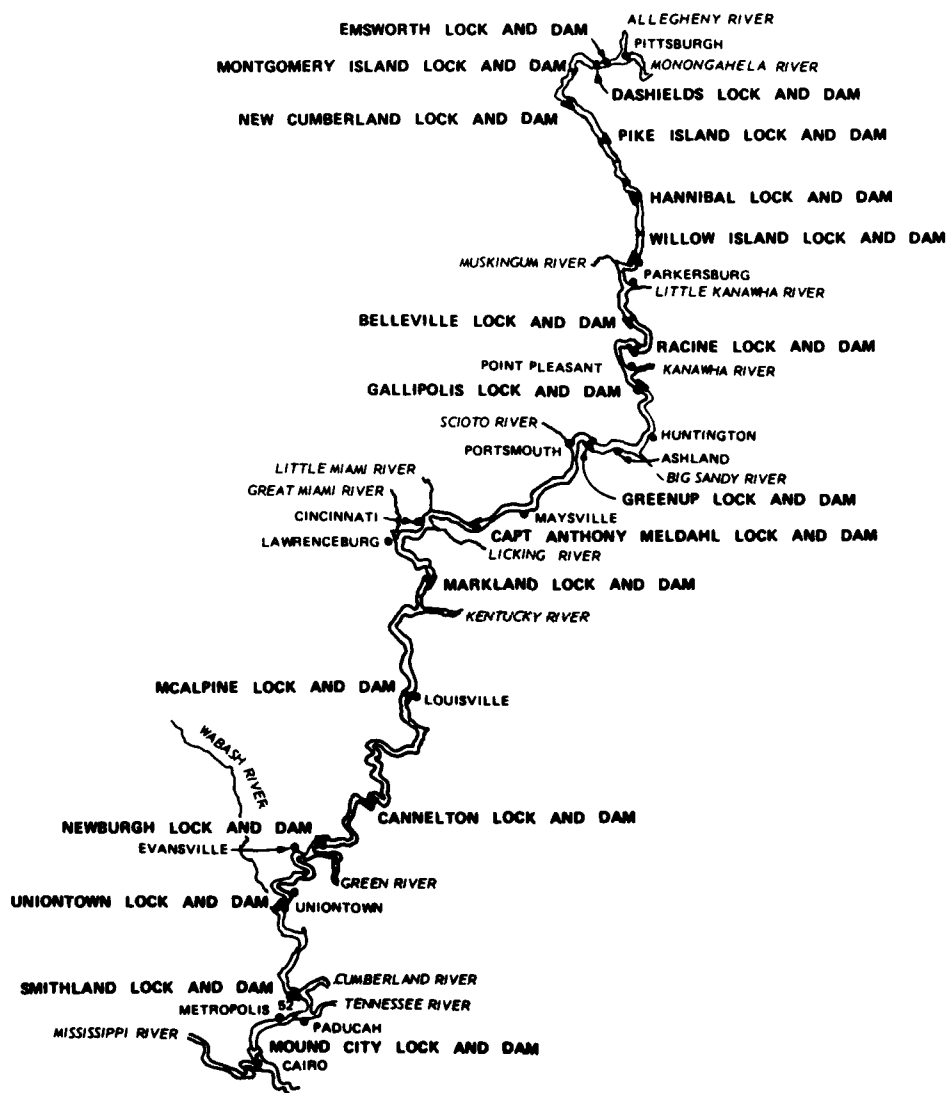 ALLEGHENY RIVER
EMSWORTH LOCK AND DAM
PITTSBURGH
MONTGOMERY ISLAND LOCK AND DAM
MONONGAHELA RIVER
DASHIELDS LOCK AND DAM
NEW CUMBERLAND LOCK AND DAM
PIKE ISLAND LOCK AND DAM
HANNIBAL LOCK AND DAM
WILLOW ISLAND LOCK AND DAM
MUSKINGUM RIVER
PARKERSBURG
LITTLE KANAWHA RIVER
BELLEVILLE LOCK AND DAM
RACINE LOCK AND DAM
POINT PLEASANT
KANAWHA RIVER
GALLIPOLIS LOCK AND DAM
SCIOTO RIVER
HUNTINGTON
PORTSMOUTH
ASHLAND
LITTLE MIAMI RIVER
BIG SANDY RIVER
GREAT MIAMI RIVER
GREENUP LOCK AND DAM
CINCINNATI
MAYSVILLE
CAPT ANTHONY MELDAHL LOCK AND DAM
LAWRENCEBURG
LICKING RIVER
MARKLAND LOCK AND DAM
KENTUCKY RIVER
MCALPINE LOCK AND DAM
LOUISVILLE
WABASH RIVER
CANNELTON LOCK AND DAM
NEWBURGH LOCK AND DAM
EVANSVILLE
GREEN RIVER
UNIONTOWN LOCK AND DAM
UNIONTOWN
CUMBERLAND RIVER
SMITHLAND LOCK AND DAM
52
TENNESSEE RIVER
METROPOLIS
PADUCAH
MISSISSIPPI RIVER
MOUND CITY LOCK AND DAM
CAIRO